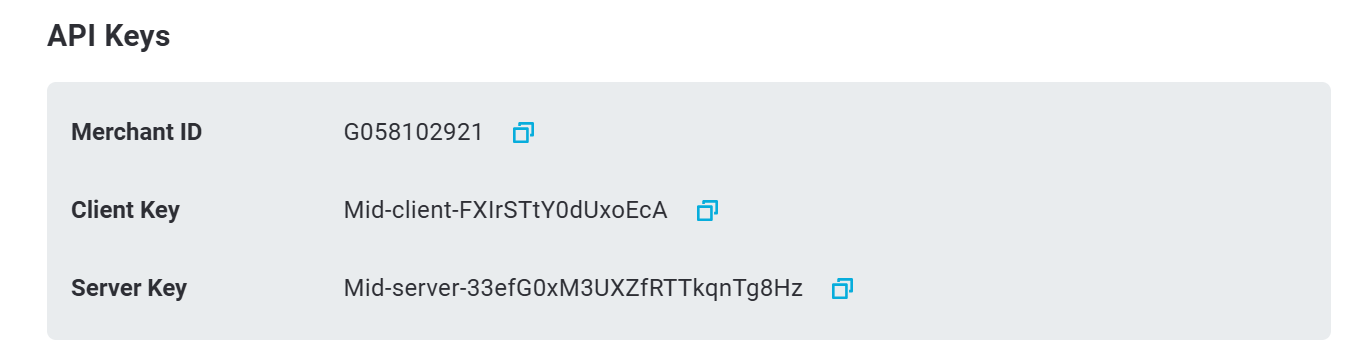 API Keys
Merchant ID G058102921
Client Key Mid-client-FXIrSTtY0dUxoEcA
Server Key Mid-server-33efG0xM3UXZfRTTkqnTg8Hz